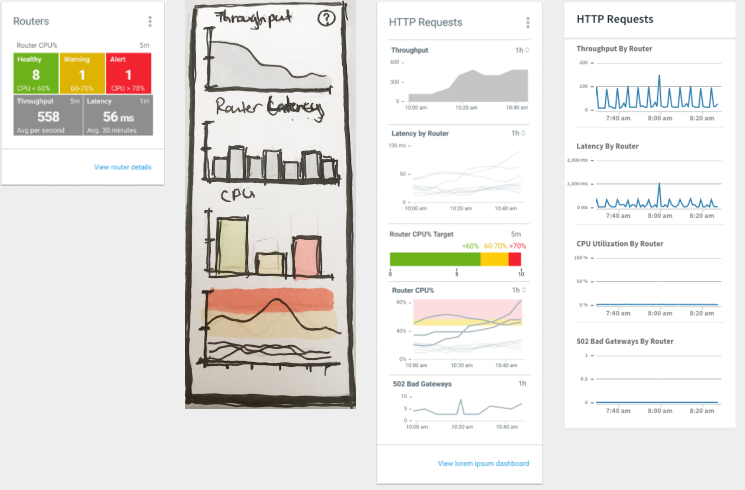 Routers
Router CPU% 5m
Healthy Warning Alert
8 1 1
CPU < 60% 60-70% CPU > 70%
Throughput 5m Latency 1m
558 56 ms
Avg per second Avg. 30 minutes
View router details
Throughput ?
Router Latency
CPU
HTTP Requests
Throughput 1h
600
300
0
10:00 am 10:20 am 10:40 am
Latency by Router 1h
100 ms
50
0
10:00 am 10:20 am 10:40 am
Router CPU% Target 5m
<60% 60-70% >70%
0 5 10
Router CPU% 1h
80%
40%
0%
10:00 am 10:20 am 10:40 am
502 Bad Gateways 1h
10
5
0
10:00 am 10:20 am 10:40 am
View lorem ipsum dashboard
HTTP Requests
Throughput By Router
200
100
0
7:40 am 8:00 am 8:20 am
Latency By Router
2,000 ms
1,000 ms
0 ms
7:40 am 8:00 am 8:20 am
CPU Utilization By Router
100 %
50 %
0 %
7:40 am 8:00 am 8:20 am
502 Bad Gateways By Router
1
0.5
0
7:40 am 8:00 am 8:20 am